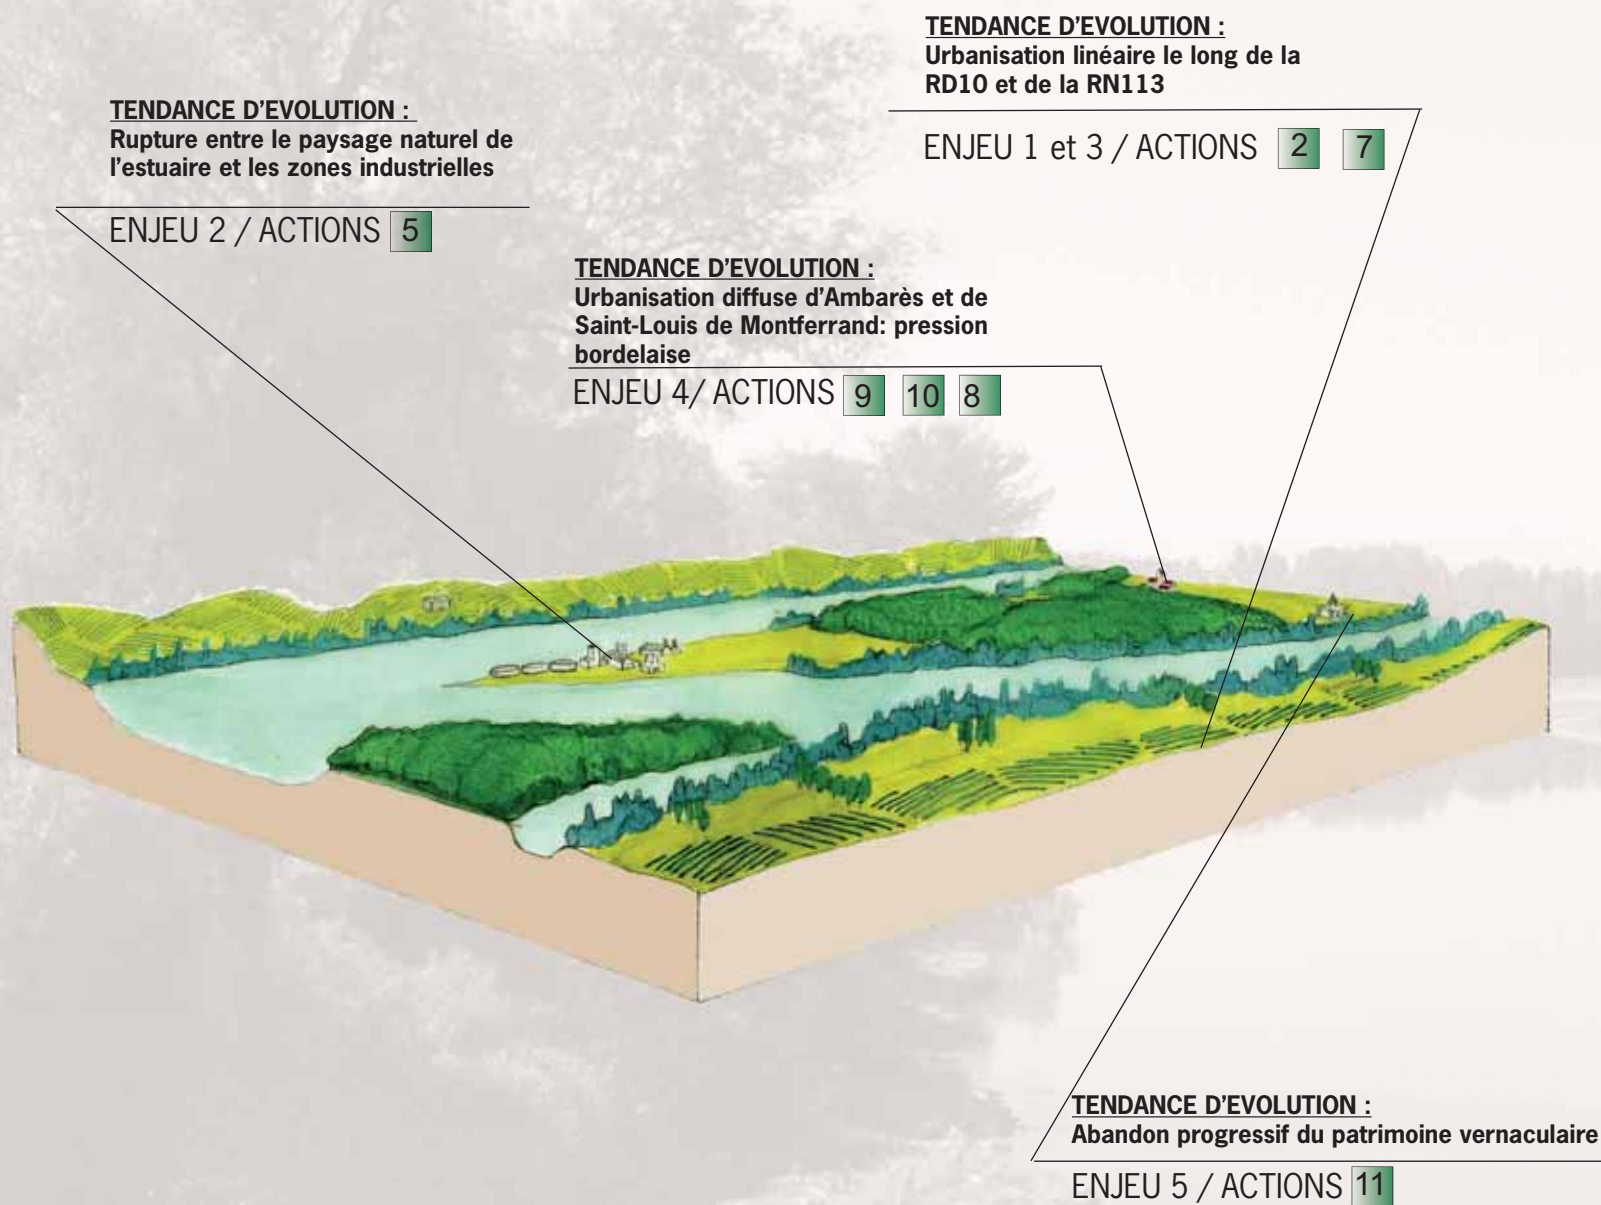 TENDANCE D'EVOLUTION :
Urbanisation linéaire le long de la
RD10 et de la RN113
ENJEU 1 et 3 / ACTIONS 2 7
TENDANCE D'EVOLUTION :
Rupture entre le paysage naturel de
l'estuaire et les zones industrielles
ENJEU 2 / ACTIONS 5
TENDANCE D'EVOLUTION :
Urbanisation diffuse d'Ambarès et de
Saint-Louis de Montferrand: pression
bordelaise
ENJEU 4/ ACTIONS 9 10 8
TENDANCE D'EVOLUTION :
Abandon progressif du patrimoine vernaculaire
ENJEU 5 / ACTIONS 11